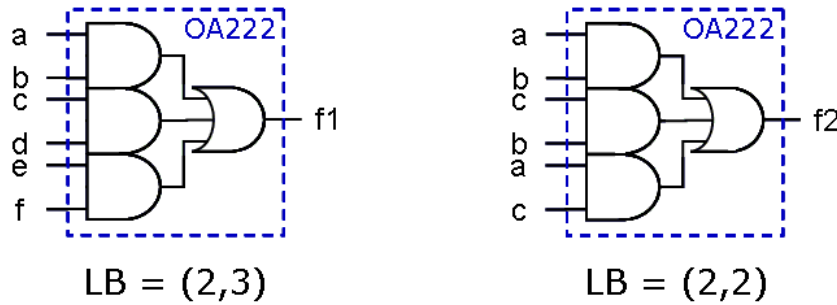 OA222
a
b
c
d
e
f
f1
LB = (2,3)
OA222
a
b
c
b
a
c
f2
LB = (2,2)